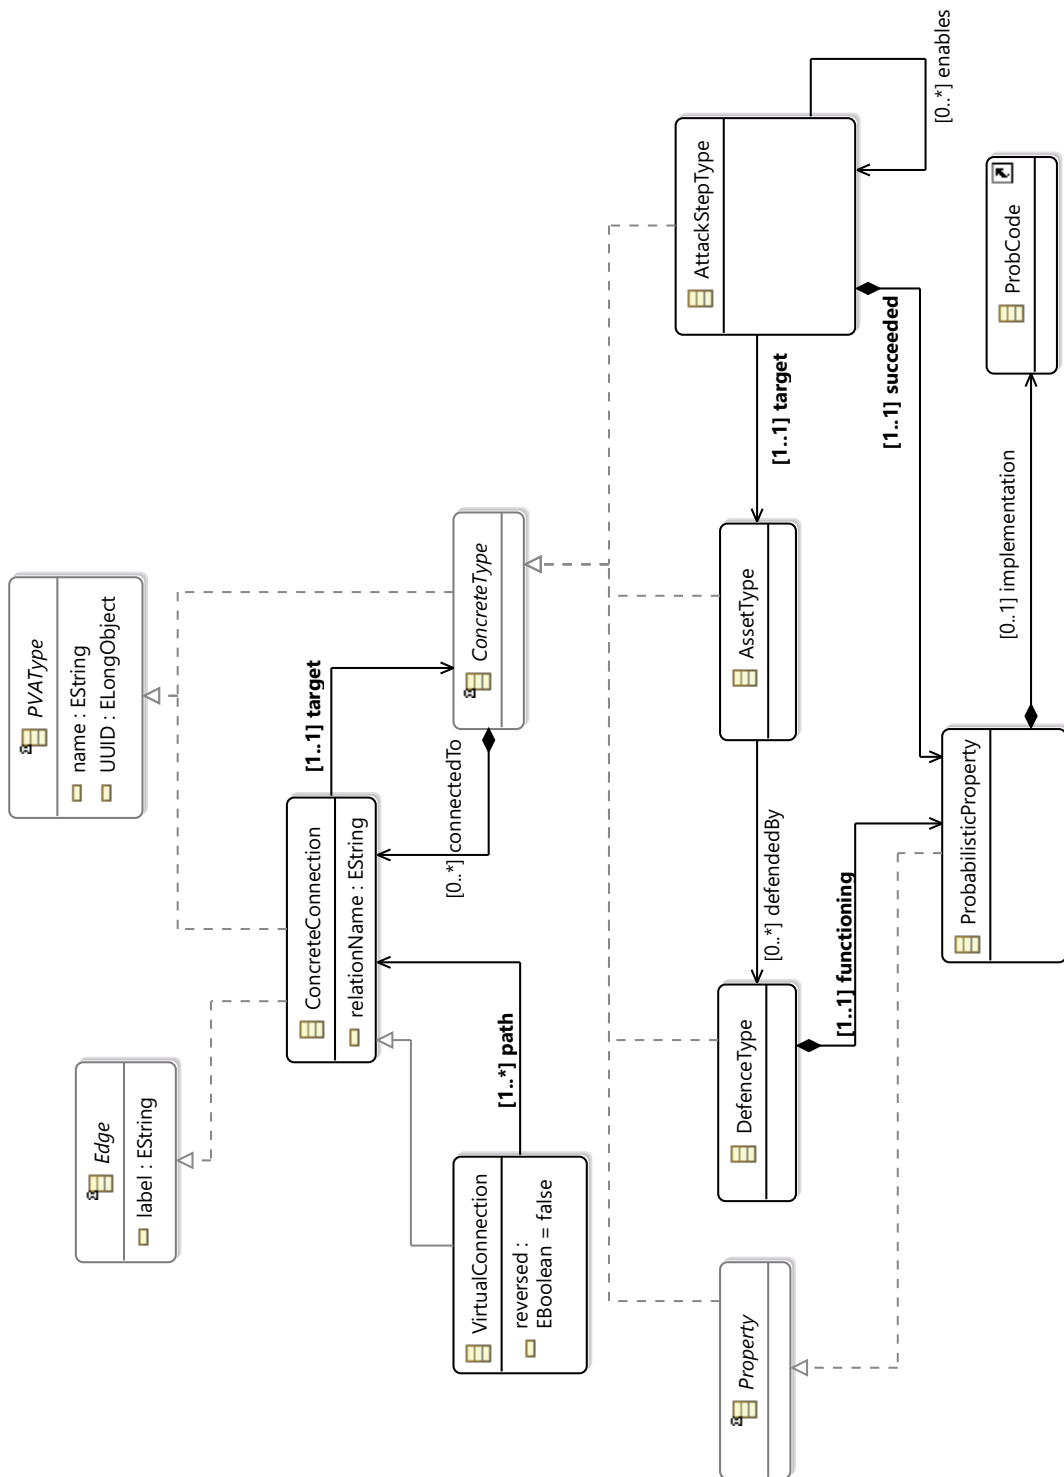 Edge
label : EString
PVAType
name : EString
UUID : ELongObject
ConcreteConnection
relationName : EString
[1..1] target
VirtualConnection
reversed :
EBoolean = false
[1..*] path
[0..*] connectedTo
ConcreteType
Property
DefenceType
[0..*] defendedBy
AssetType
[1..1] target
AttackStepType
[0..*] enables
[1..1] functioning
[1..1] succeeded
ProbabilisticProperty
[0..1] implementation
ProbCode